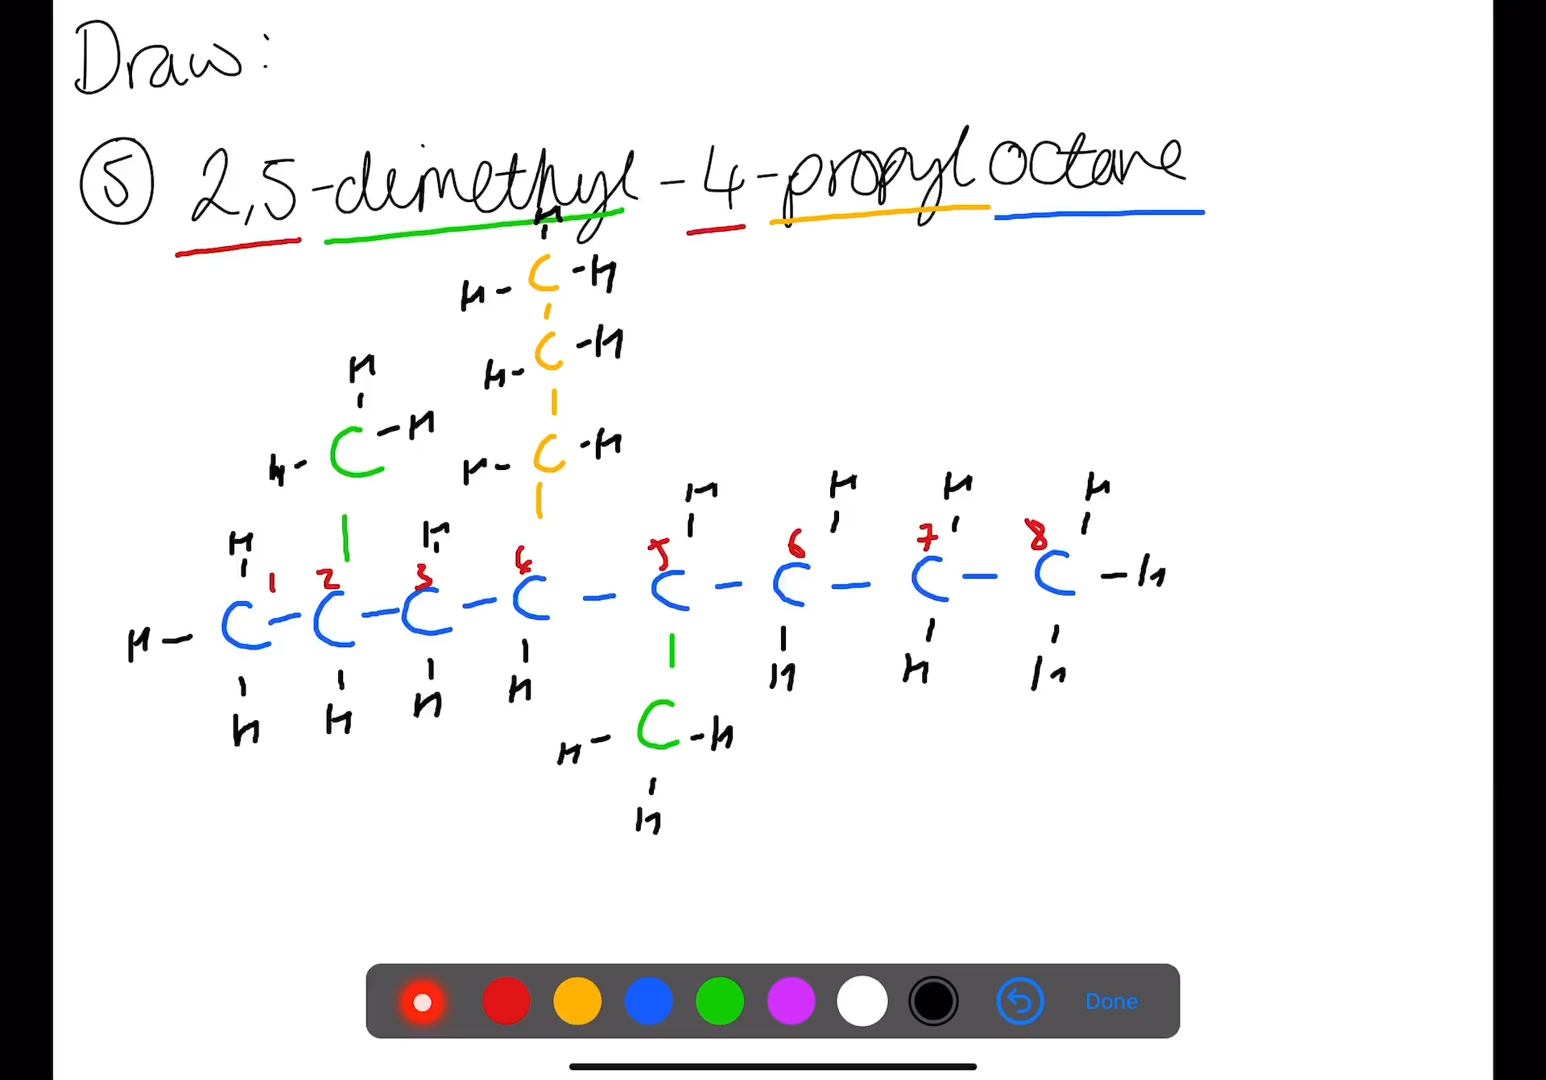 Draw:
⑤ 2,5-dimethyl-4-propyloctane
H
H - C - H
H - C - H
H
H - C - H
H - C - H
H H H H H H
1 2 3 4 5 6 7 8
H - C - C - C - C - C - C - C - C - H
H H H H H H H
H - C - H
H
Done